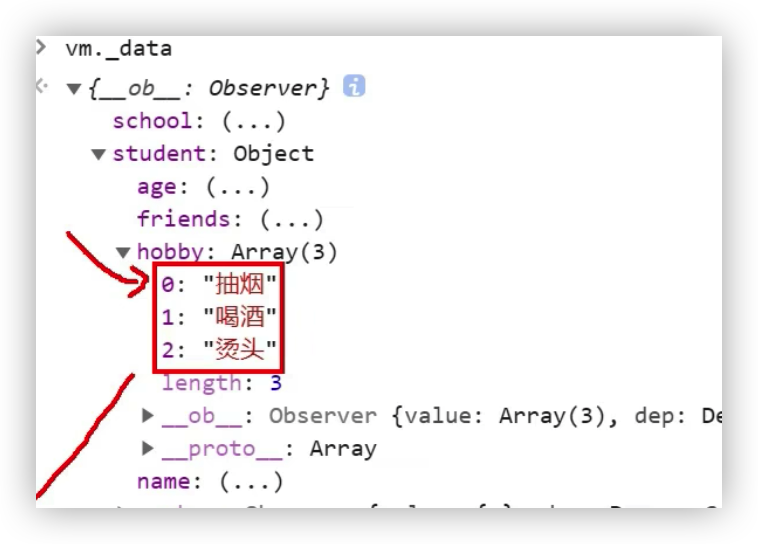 vm._data
{__ob__: Observer} i
school: (...)
student: Object
age: (...)
friends: (...)
hobby: Array(3)
0: "抽烟"
1: "喝酒"
2: "烫头"
length: 3
__ob__: Observer {value: Array(3), dep: De
__proto__: Array
name: (...)